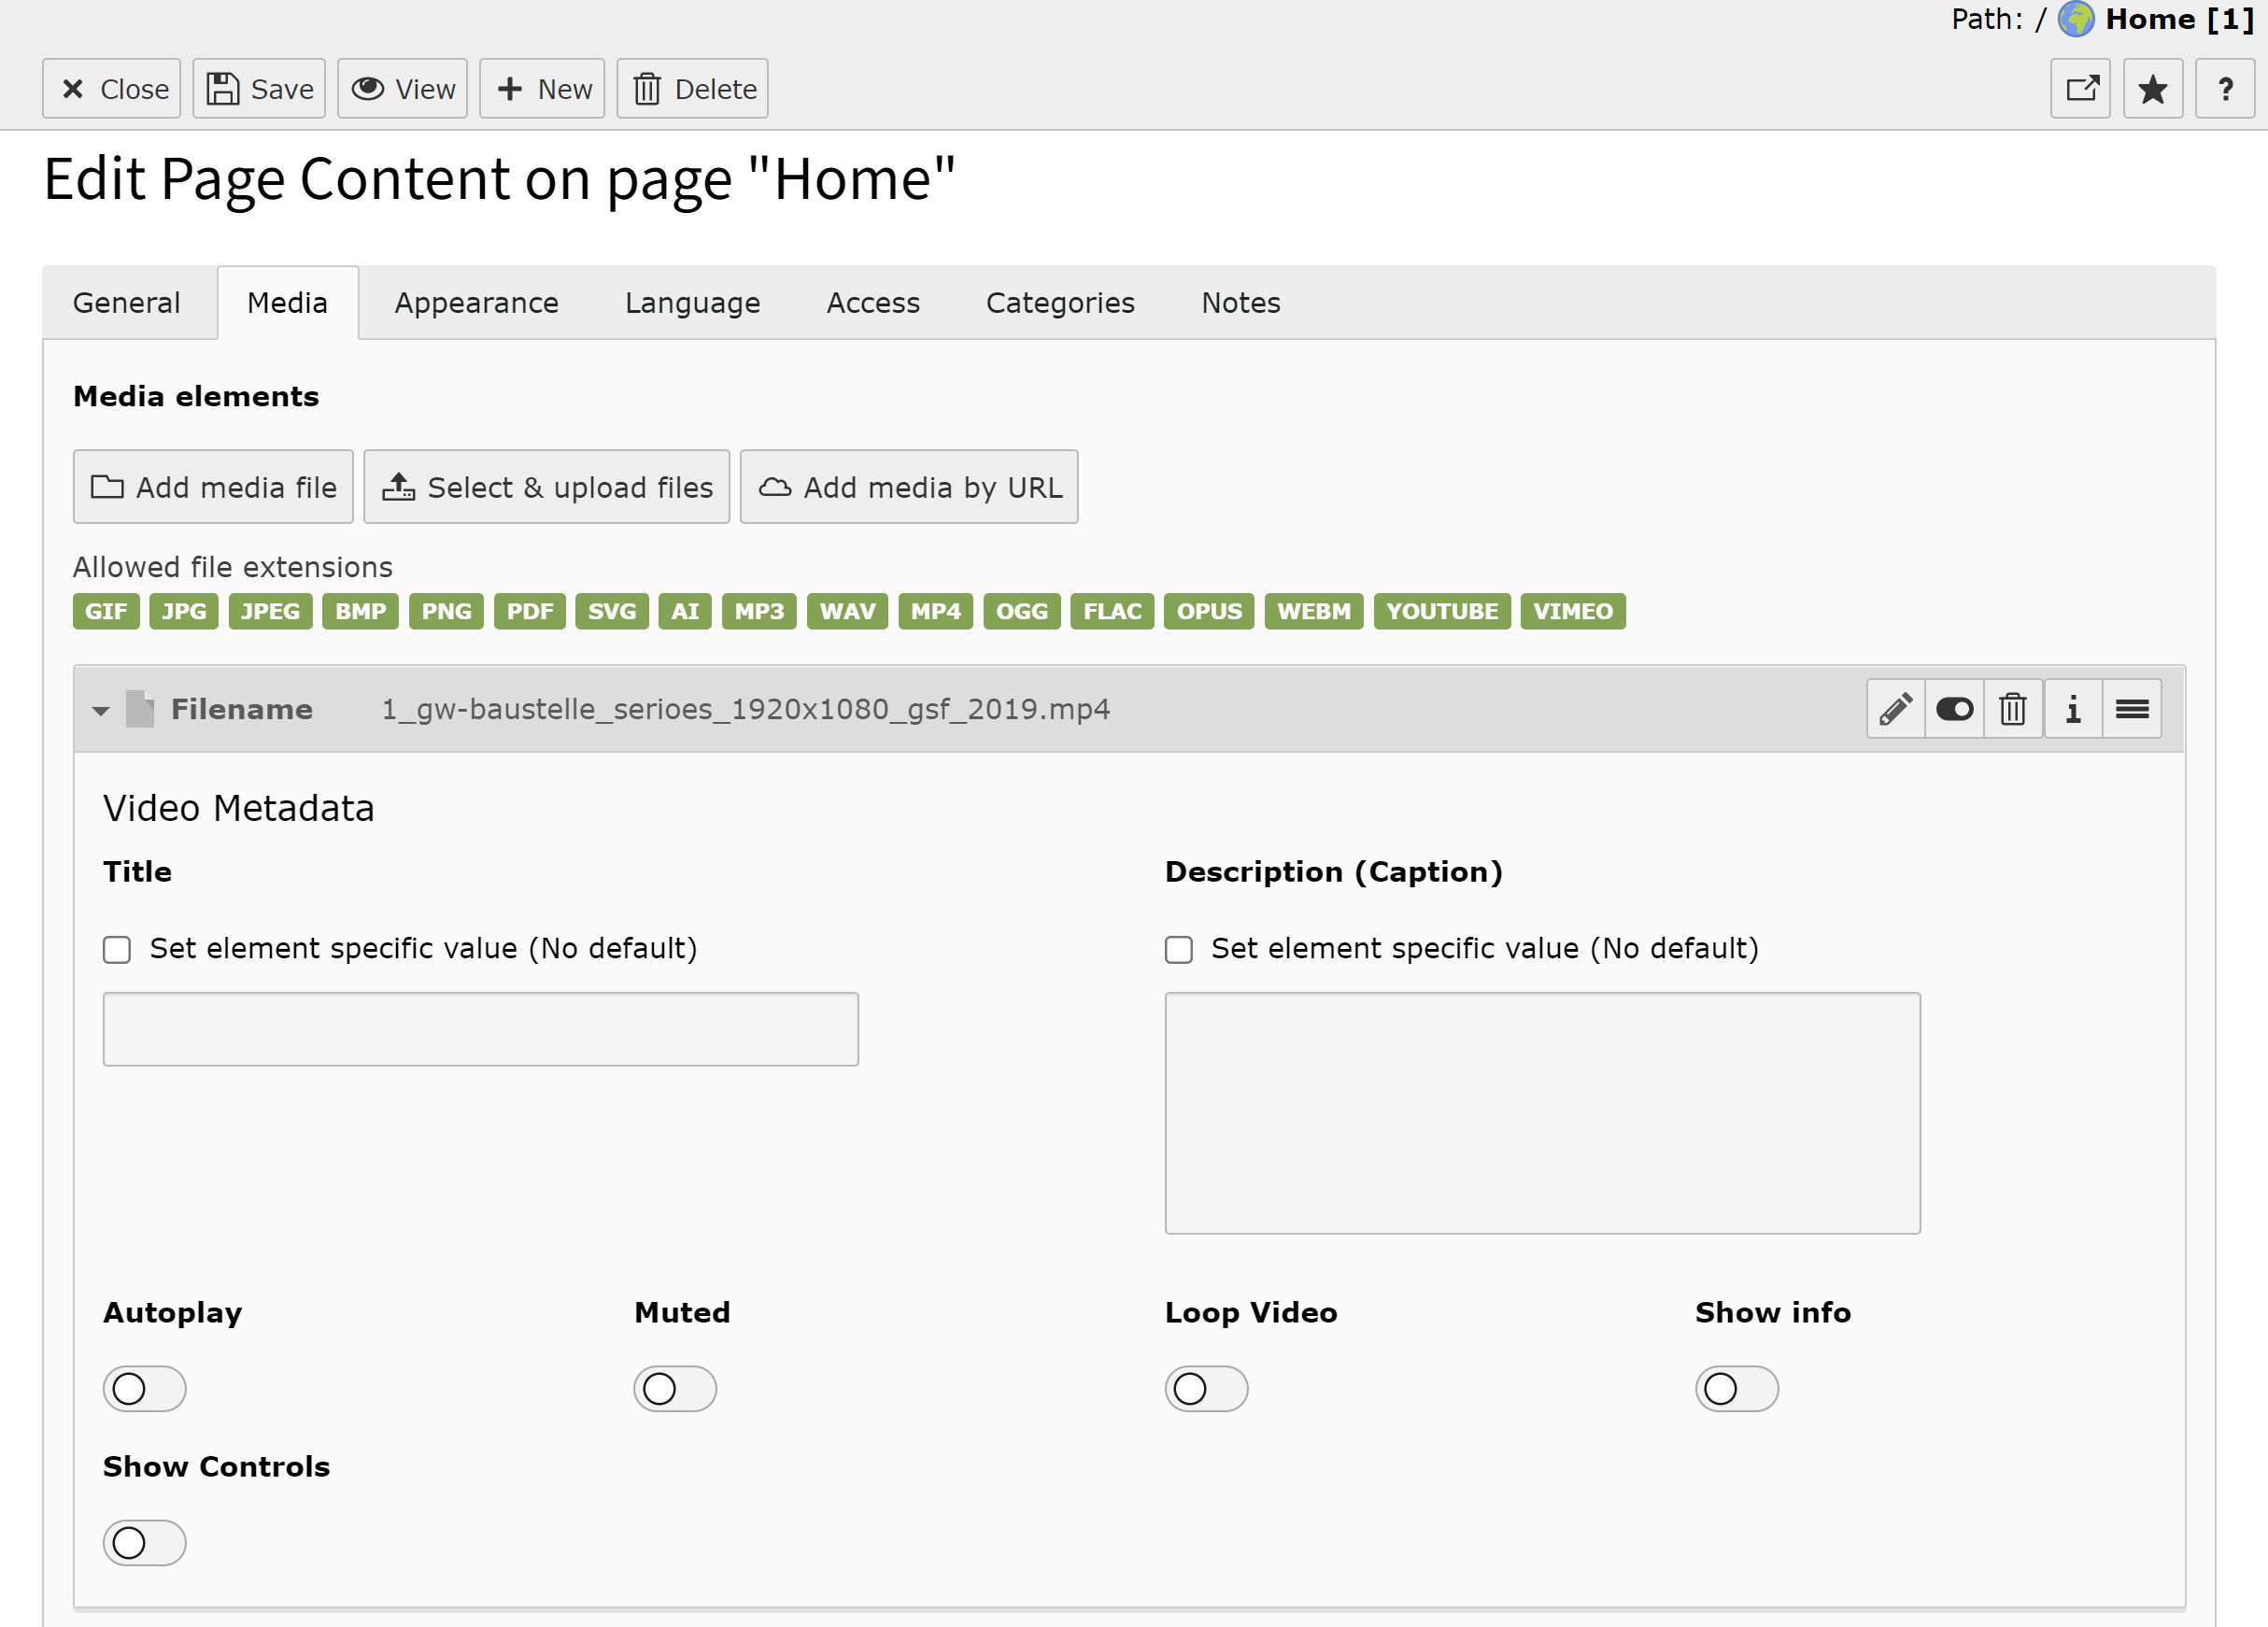 Path: / Home [1]
Close Save View New Delete ?
Edit Page Content on page "Home"
General Media Appearance Language Access Categories Notes
Media elements
Add media file Select & upload files Add media by URL
Allowed file extensions
GIF JPG JPEG BMP PNG PDF SVG AI MP3 WAV MP4 OGG FLAC OPUS WEBM YOUTUBE VIMEO
Filename 1_gw-baustelle_serioes_1920x1080_gsf_2019.mp4
Video Metadata
Title Description (Caption)
Set element specific value (No default) Set element specific value (No default)
Autoplay Muted Loop Video Show info
Show Controls